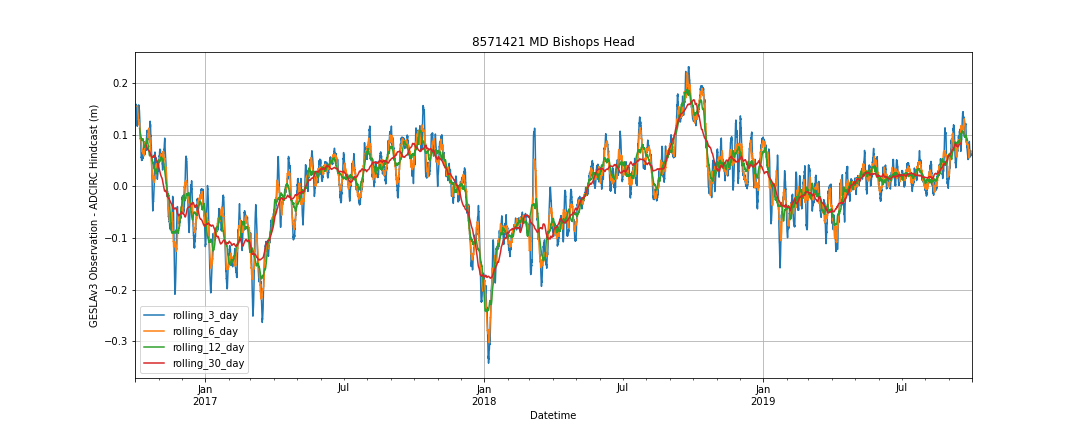 8571421 MD Bishops Head
GESLAv3 Observation - ADCIRC Hindcast (m)
0.2
0.1
0.0
−0.1
−0.2
−0.3
rolling_3_day
rolling_6_day
rolling_12_day
rolling_30_day
Jan
2017
Jul
Jan
2018
Jul
Jan
2019
Jul
Datetime